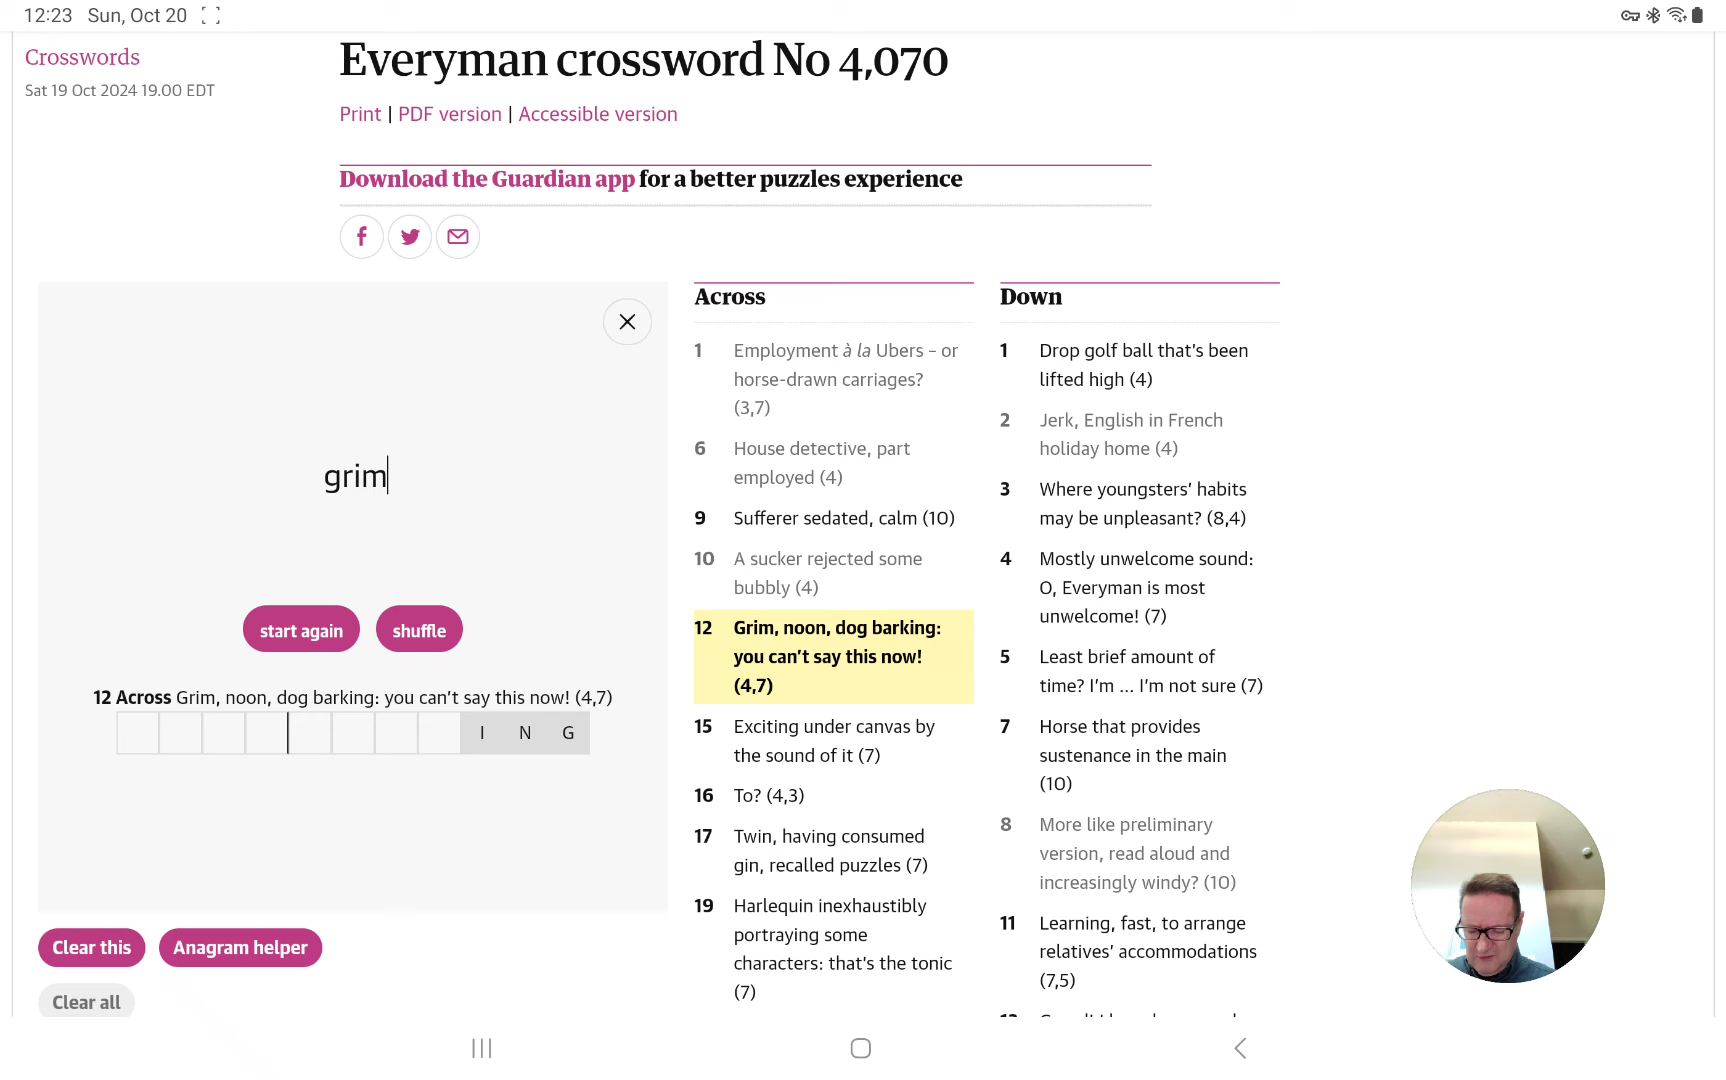 12:23 Sun, Oct 20
Crosswords
Sat 19 Oct 2024 19.00 EDT
Everyman crossword No 4,070
Print | PDF version | Accessible version
Download the Guardian app for a better puzzles experience
grim
start again
shuffle
12 Across Grim, noon, dog barking: you can't say this now! (4,7)
I N G
Clear this
Anagram helper
Clear all
Across
1 Employment à la Ubers – or
horse-drawn carriages?
(3,7)
6 House detective, part
employed (4)
9 Sufferer sedated, calm (10)
10 A sucker rejected some
bubbly (4)
12 Grim, noon, dog barking:
you can't say this now!
(4,7)
15 Exciting under canvas by
the sound of it (7)
16 To? (4,3)
17 Twin, having consumed
gin, recalled puzzles (7)
19 Harlequin inexhaustibly
portraying some
characters: that's the tonic
(7)
Down
1 Drop golf ball that's been
lifted high (4)
2 Jerk, English in French
holiday home (4)
3 Where youngsters' habits
may be unpleasant? (8,4)
4 Mostly unwelcome sound:
O, Everyman is most
unwelcome! (7)
5 Least brief amount of
time? I'm ... I'm not sure (7)
7 Horse that provides
sustenance in the main
(10)
8 More like preliminary
version, read aloud and
increasingly windy? (10)
11 Learning, fast, to arrange
relatives' accommodations
(7,5)